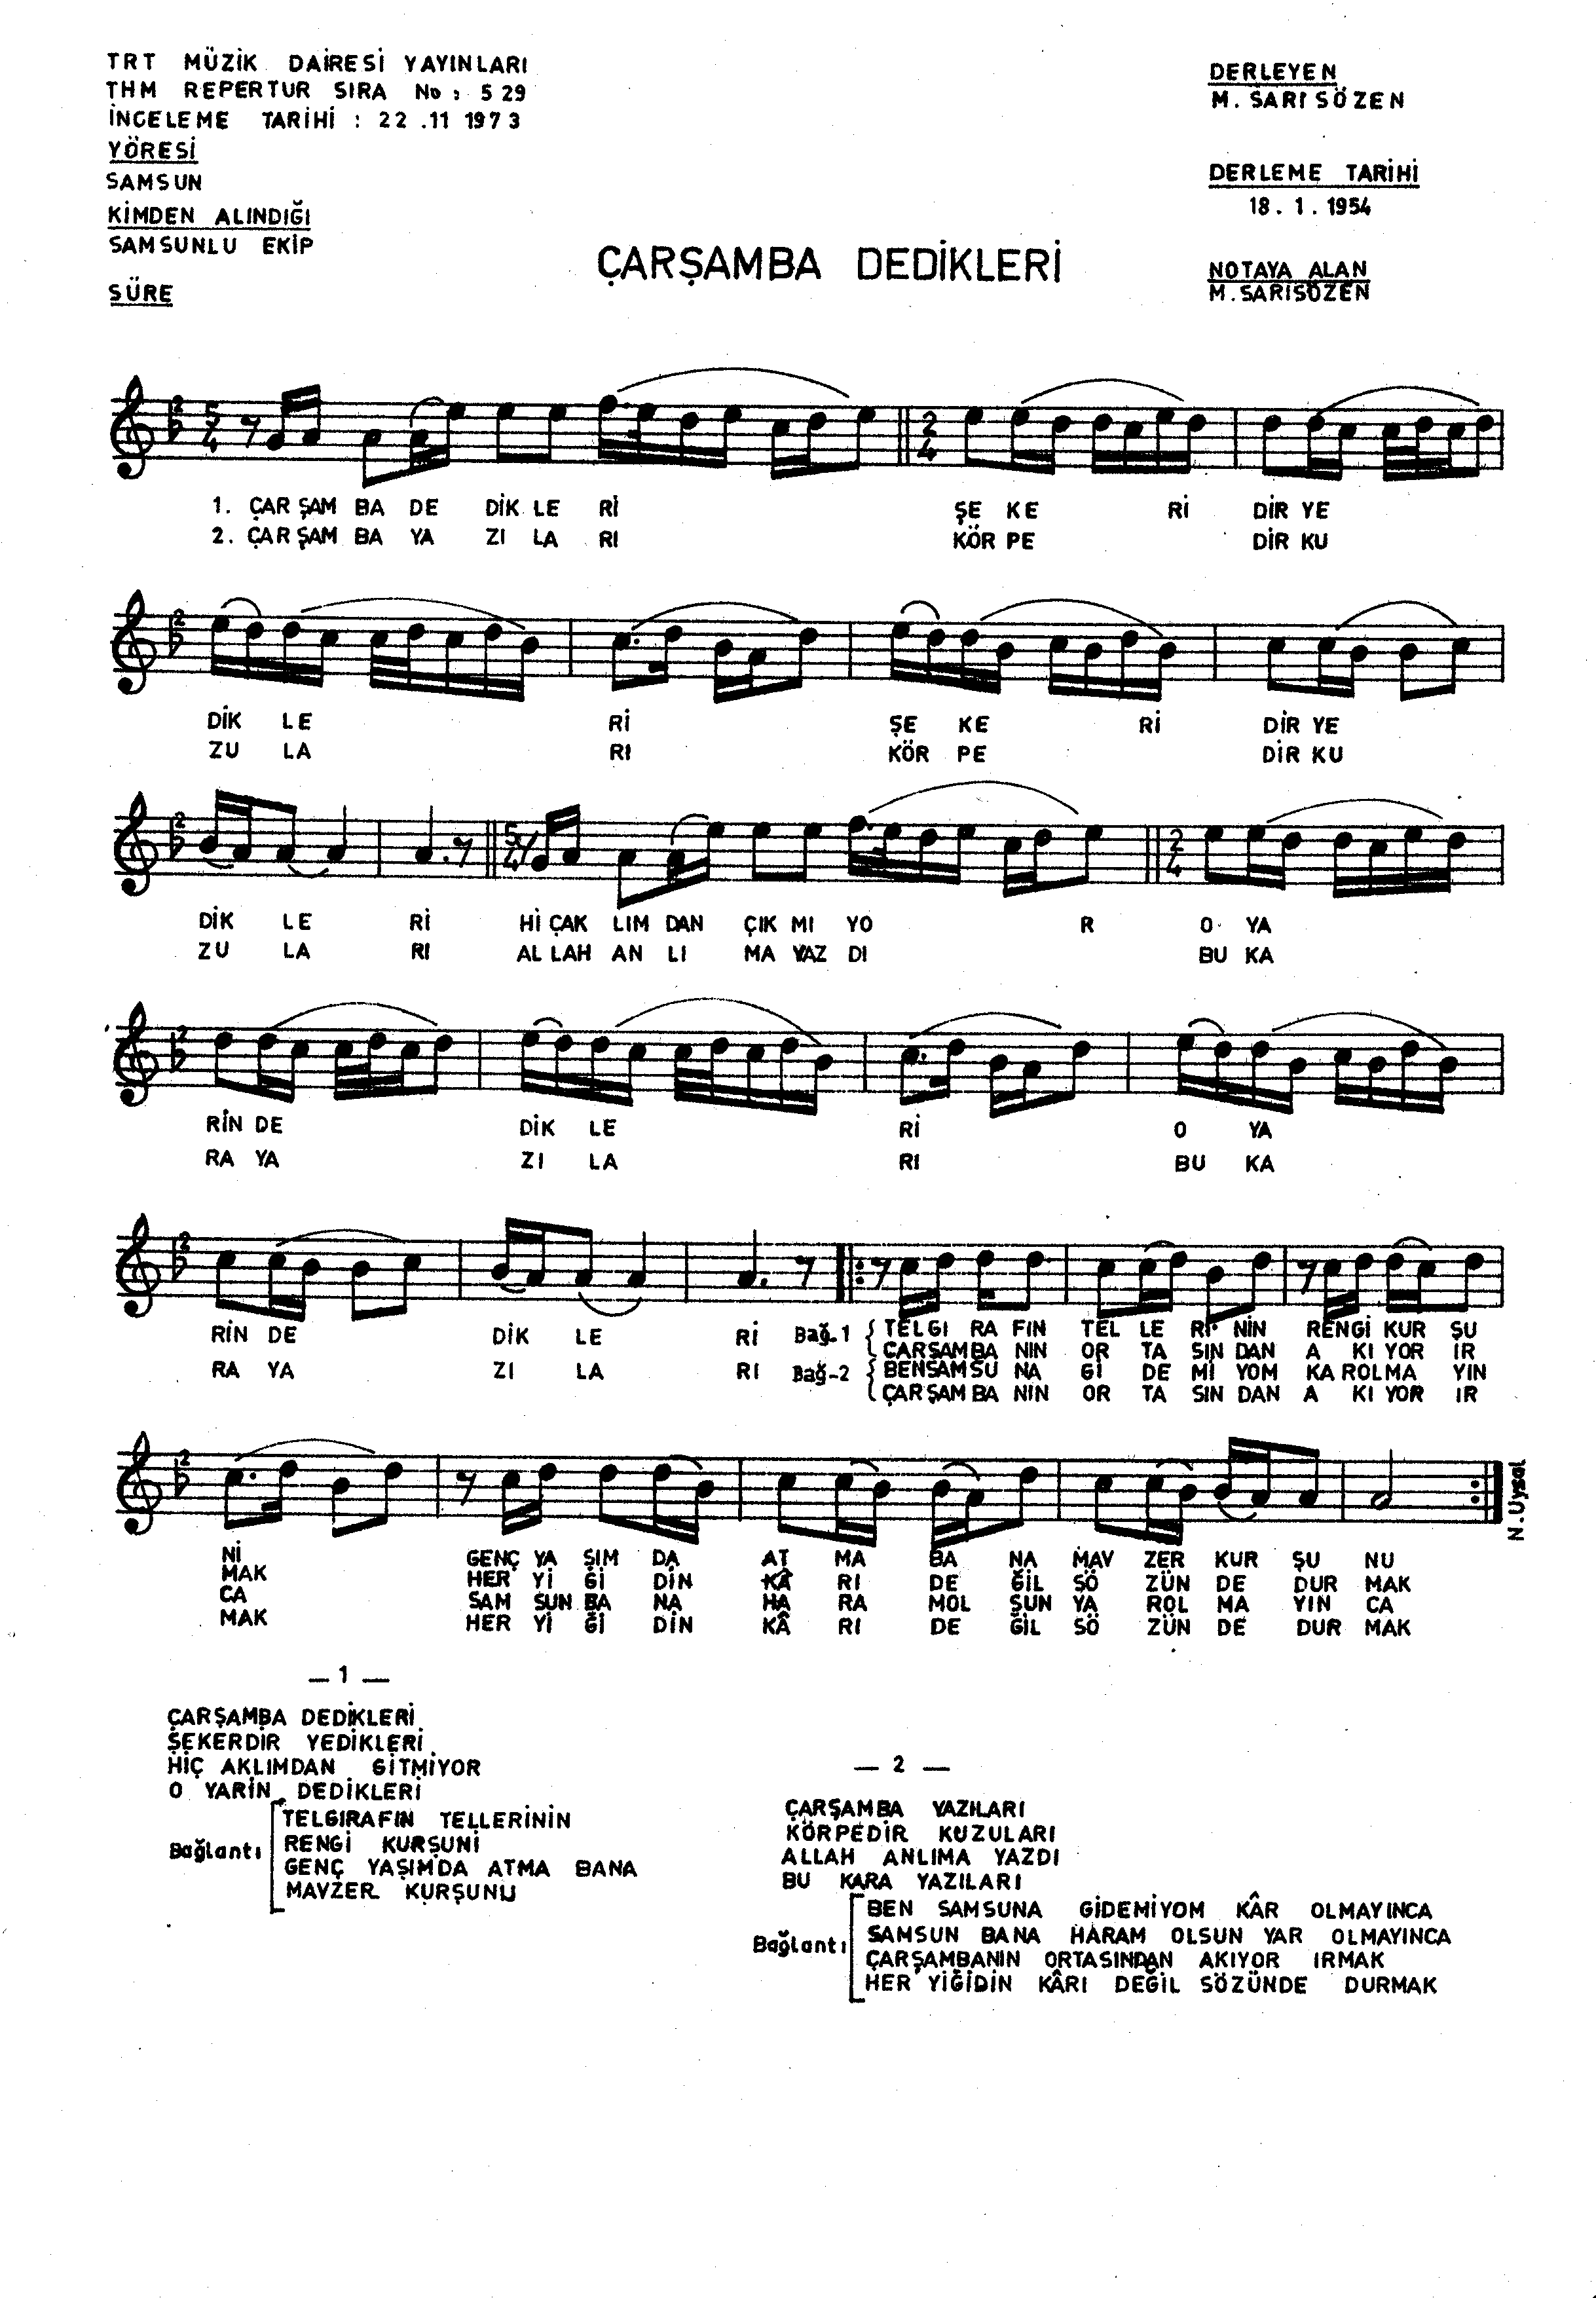 TRT MÜZİK DAİRESİ YAYINLARI
THM REPERTUR SIRA No: 529
İNCELEME TARİHİ : 22.11 1973
YÖRESİ
SAMSUN
KİMDEN ALINDIĞI
SAMSUNLU EKİP
SÜRE
DERLEYEN
M. SARISÖZEN
DERLEME TARİHİ
18.1.1954
NOTAYA ALAN
M.SARISÖZEN
ÇARŞAMBA DEDİKLERİ
5 4 2 4
1. ÇAR ŞAM BA DE DİK LE Rİ ŞE KE Rİ DİR YE
2. ÇAR ŞAM BA YA ZI LA RI KÖR PE DİR KU
DİK LE Rİ ŞE KE Rİ DİR YE
ZU LA RI KÖR PE DİR KU
5 4 2 4
DİK LE Rİ Hİ ÇAK LIM DAN ÇIK MI YO R O YA
ZU LA RI AL LAH AN LI MA YAZ DI BU KA
RİN DE DİK LE Rİ O YA
RA YA ZI LA RI BU KA
RİN DE DİK LE Rİ Bağ-1 TEL GI RA FIN TEL LE Rİ NİN RENGİ KUR ŞU
ÇARŞAMBA NIN OR TA SIN DAN A KI YOR IR
RA YA ZI LA RI Bağ-2 BENSAMSU NA Gİ DE Mİ YOM KA ROLMA YIN
ÇARŞAMBA NIN OR TA SIN DAN A KI YOR IR
N.Uysal
Nİ GENÇ YA ŞIM DA AT MA BA NA MAV ZER KUR ŞU NU
MAK HER Yİ Ğİ DİN KÂ RI DE ĞİL SÖ ZÜN DE DUR MAK
CA SAM SUN BA NA HA RA MOL SUN YA ROL MA YIN CA
MAK HER Yİ Ğİ DİN KÂ RI DE ĞİL SÖ ZÜN DE DUR MAK
— 1 —
ÇARŞAMBA DEDİKLERİ
ŞEKERDİR YEDİKLERİ
HİÇ AKLIMDAN GİTMİYOR
O YARİN DEDİKLERİ
Bağlantı
TELGIRAFIN TELLERİNİN
RENGİ KURŞUNİ
GENÇ YAŞIMDA ATMA BANA
MAVZER KURŞUNU
— 2 —
ÇARŞAMBA YAZILARI
KÖRPEDİR KUZULARI
ALLAH ANLIMA YAZDI
BU KARA YAZILARI
Bağlantı
BEN SAMSUNA GİDEMİYOM KÂR OLMAYINCA
SAMSUN BANA HARAM OLSUN YAR OLMAYINCA
ÇARŞAMBANIN ORTASINDAN AKIYOR IRMAK
HER YİĞİDİN KÂRI DEĞİL SÖZÜNDE DURMAK